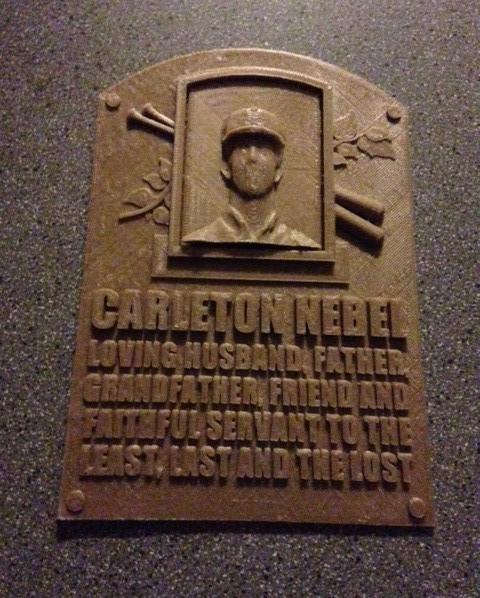 CARLETON NEBEL
LOVING HUSBAND, FATHER,
GRANDFATHER, FRIEND AND
FAITHFUL SERVANT TO THE
LEAST, LAST AND THE LOST